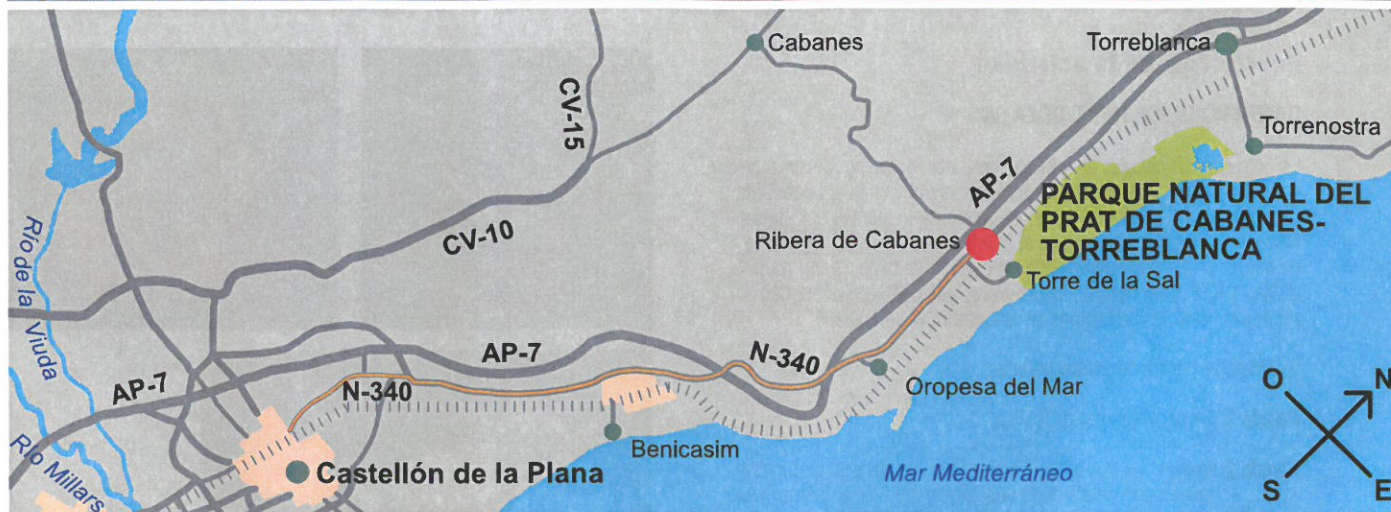 Cabanes
Torreblanca
CV-15
Torrenostra
AP-7
PARQUE NATURAL DEL
PRAT DE CABANES-
TORREBLANCA
Ribera de Cabanes
CV-10
Torre de la Sal
Río de la Viuda
AP-7
N-340
AP-7
N-340
Oropesa del Mar
O
N
Río Millars
Benicasim
Castellón de la Plana
Mar Mediterráneo
S
E